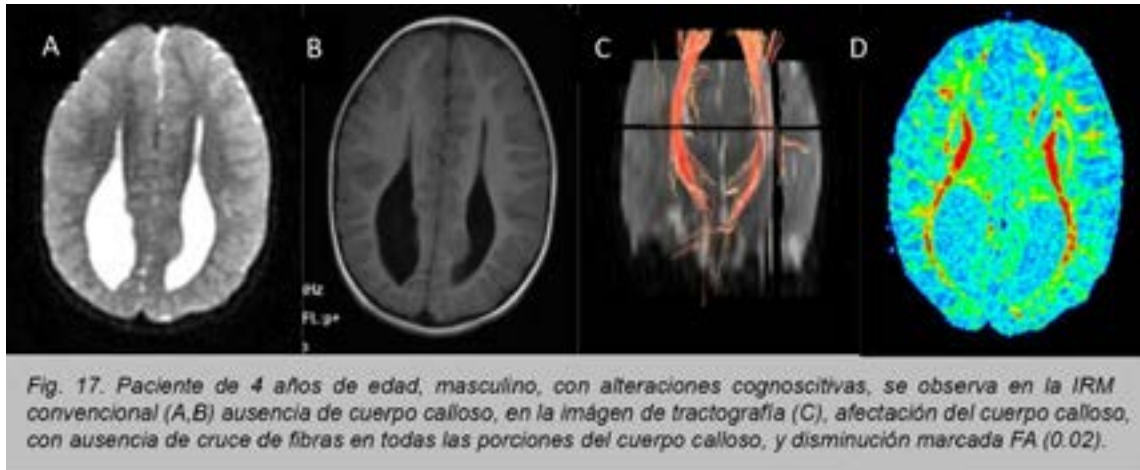 A
B
C
D
Hz
FL:p+
Fig. 17. Paciente de 4 años de edad, masculino, con alteraciones cognoscitivas, se observa en la IRM
convencional (A,B) ausencia de cuerpo calloso, en la imágen de tractografía (C), afectación del cuerpo calloso,
con ausencia de cruce de fibras en todas las porciones del cuerpo calloso, y disminución marcada FA (0.02).